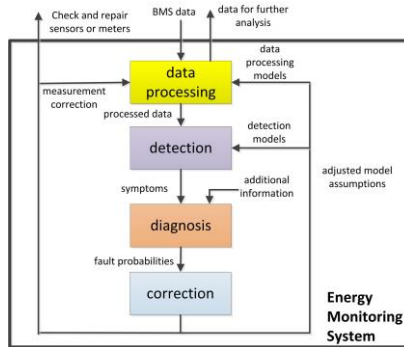 Check and repair
sensors or meters
BMS data
data for further
analysis
data
processing
models
data
processing
measurement
correction
processed data
detection
models
detection
adjusted model
assumptions
symptoms
additional
information
diagnosis
fault probabilities
correction
Energy
Monitoring
System